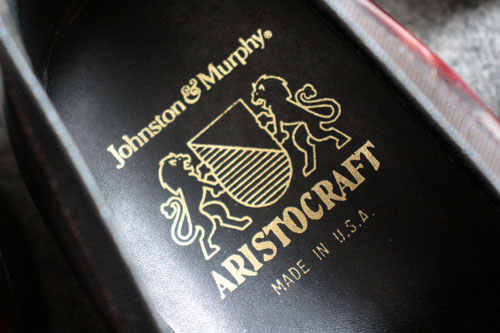 Johnston & Murphy®
ARISTOCRAFT
MADE IN U.S.A.